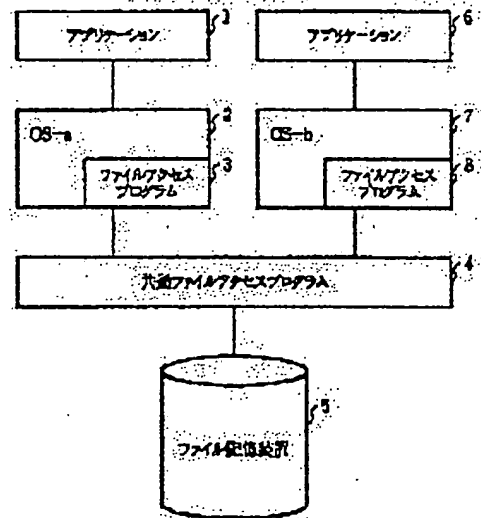 1
アプリケーション
6
アプリケーション
2
OS-a
3
ファイルアクセス
プログラム
7
OS-b
8
ファイルアクセス
プログラム
4
共通ファイルアクセスプログラム
5
ファイル記憶装置